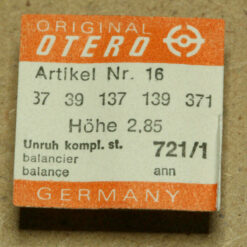 ORIGINAL
OTERO
Artikel Nr. 16
37 39 137 139 371
Höhe 2,85
Unruh kompl. st. 721/1
balancier
balance ann
GERMANY